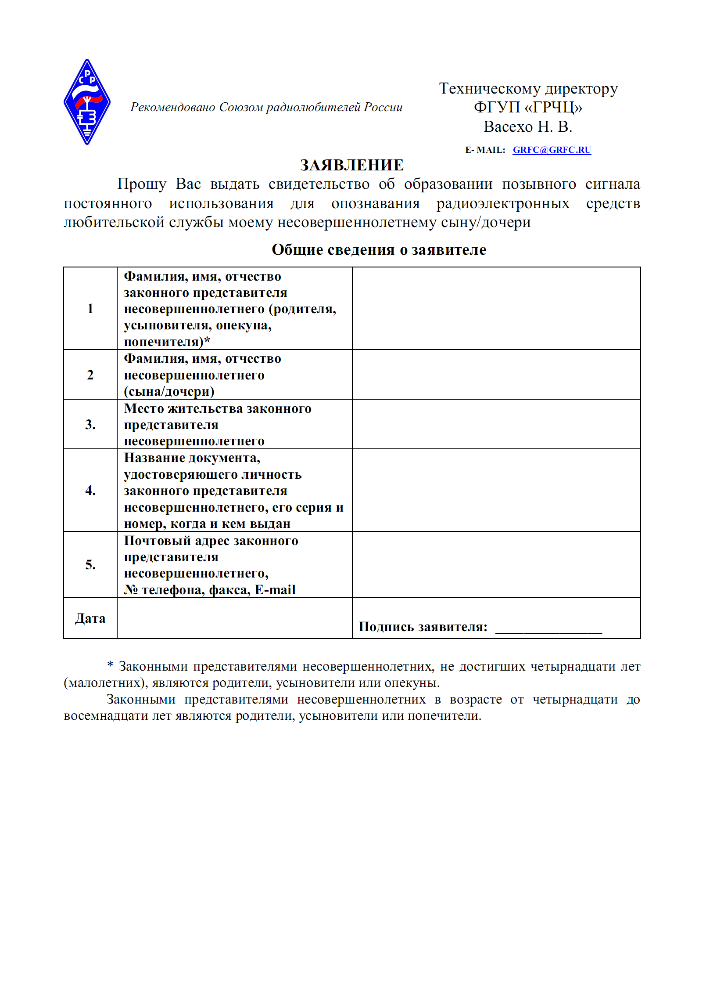 Р
С Р
Рекомендовано Союзом радиолюбителей России
Техническому директору
ФГУП «ГРЧЦ»
Васехо Н. В.
E- MAIL: GRFC@GRFC.RU
ЗАЯВЛЕНИЕ
Прошу Вас выдать свидетельство об образовании позывного сигнала
постоянного использования для опознавания радиоэлектронных средств
любительской службы моему несовершеннолетнему сыну/дочери
Общие сведения о заявителе
1
Фамилия, имя, отчество
законного представителя
несовершеннолетнего (родителя,
усыновителя, опекуна,
попечителя)*
2
Фамилия, имя, отчество
несовершеннолетнего
(сына/дочери)
3.
Место жительства законного
представителя
несовершеннолетнего
4.
Название документа,
удостоверяющего личность
законного представителя
несовершеннолетнего, его серия и
номер, когда и кем выдан
5.
Почтовый адрес законного
представителя
несовершеннолетнего,
№ телефона, факса, E-mail
Дата
Подпись заявителя: _______________
* Законными представителями несовершеннолетних, не достигших четырнадцати лет
(малолетних), являются родители, усыновители или опекуны.
Законными представителями несовершеннолетних в возрасте от четырнадцати до
восемнадцати лет являются родители, усыновители или попечители.